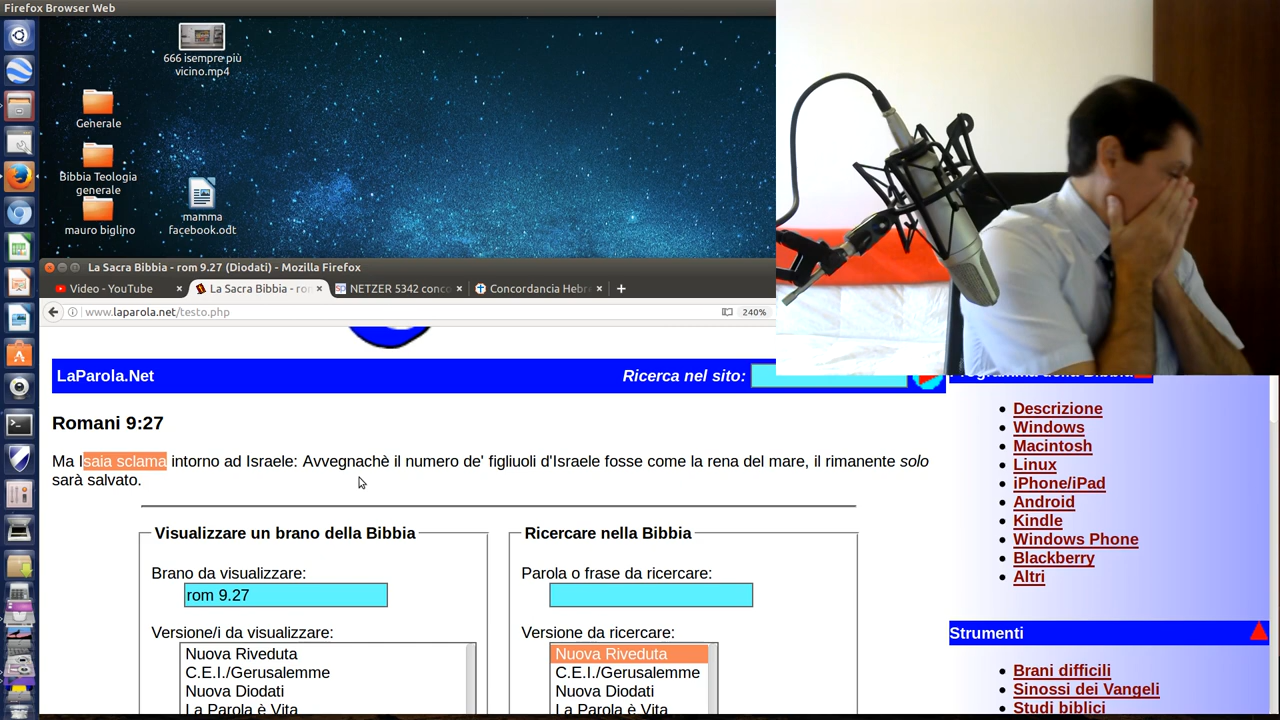 Firefox Browser Web
666 isempre più
vicino.mp4
Generale
Bibbia Teologia
generale
mauro biglino
mamma
facebook.odt
La Sacra Bibbia - rom 9.27 (Diodati) - Mozilla Firefox
Video - YouTube
La Sacra Bibbia - ro
NETZER 5342 conc
Concordancia Hebre
www.laparola.net/testo.php
240%
LaParola.Net
Ricerca nel sito:
Programma della Bibbia
Romani 9:27
Ma Isaia sclama intorno ad Israele: Avvegnachè il numero de' figliuoli d'Israele fosse come la rena del mare, il rimanente solo
sarà salvato.
Visualizzare un brano della Bibbia
Brano da visualizzare:
rom 9.27
Versione/i da visualizzare:
Nuova Riveduta
C.E.I./Gerusalemme
Nuova Diodati
La Parola è Vita
Ricercare nella Bibbia
Parola o frase da ricercare:
Versione da ricercare:
Nuova Riveduta
C.E.I./Gerusalemme
Nuova Diodati
La Parola è Vita
Descrizione
Windows
Macintosh
Linux
iPhone/iPad
Android
Kindle
Windows Phone
Blackberry
Altri
Strumenti
Brani difficili
Sinossi dei Vangeli
Studi biblici